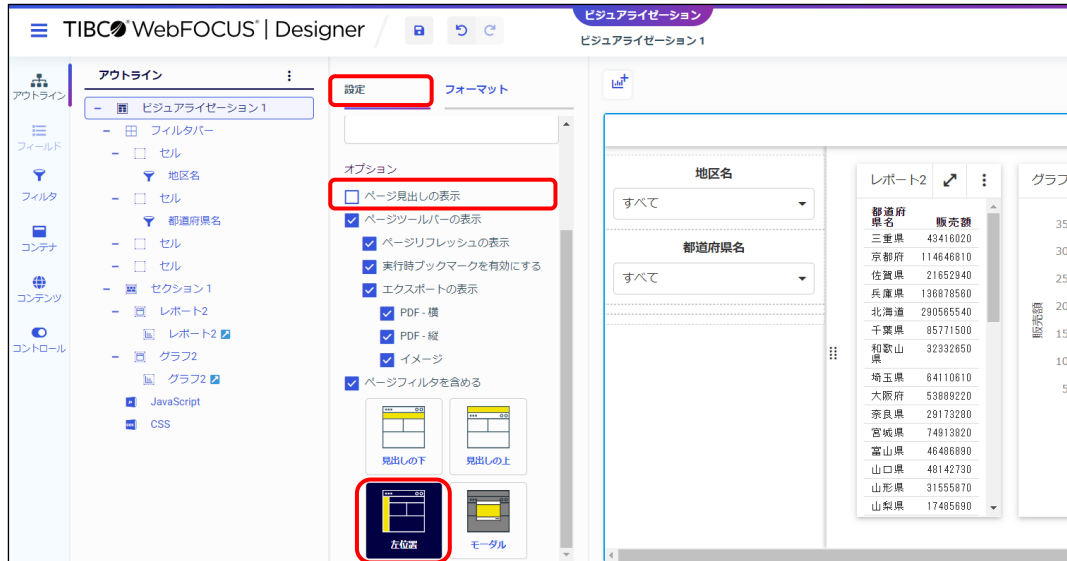 TIBCO WebFOCUS | Designer
ビジュアライゼーション
ビジュアライゼーション 1
アウトライン
フィールド
フィルタ
コンテナ
コンテンツ
コントロール
アウトライン
ビジュアライゼーション 1
フィルタバー
セル
地区名
セル
都道府県名
セル
セル
セクション 1
レポート2
レポート2
グラフ2
グラフ2
JavaScript
CSS
設定 フォーマット
オプション
ページ見出しの表示
ページツールバーの表示
ページリフレッシュの表示
実行時ブックマークを有効にする
エクスポートの表示
PDF - 横
PDF - 縦
イメージ
ページフィルタを含める
見出しの下 見出しの上
左位置 モーダル
地区名
すべて
都道府県名
すべて
レポート2
都道府
県名 販売額
三重県 43416020
京都府 114646810
佐賀県 21652940
兵庫県 136878560
北海道 290565540
千葉県 85771500
和歌山
県 32332650
埼玉県 64110610
大阪府 53889220
奈良県 29173280
宮城県 74913820
富山県 46486890
山口県 48142730
山形県 31555870
山梨県 17485690
グラフ
販売額
35
30
25
20
15
10
5